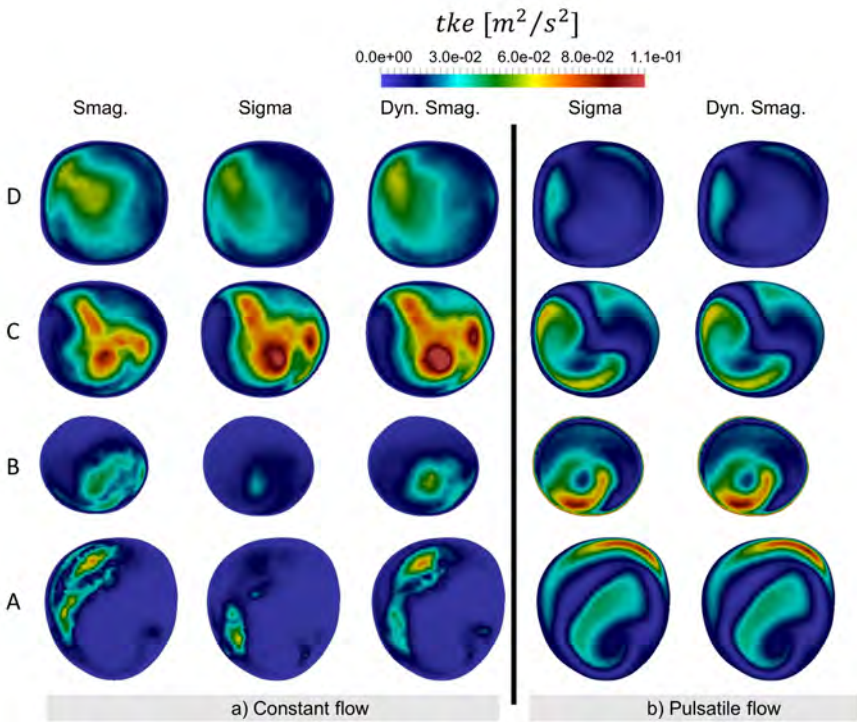 tke [m²/s²]
0.0e+00 3.0e-02 6.0e-02 8.0e-02 1.1e-01
Smag. Sigma Dyn. Smag. Sigma Dyn. Smag.
D
C
B
A
a) Constant flow b) Pulsatile flow